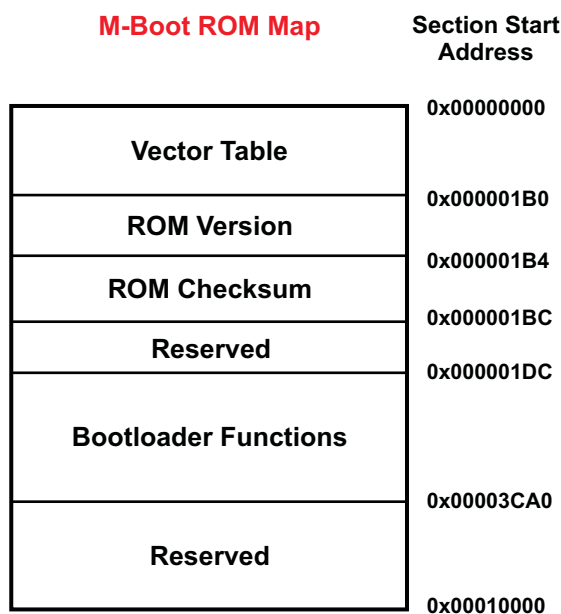 M-Boot ROM Map
Section Start
Address
0x00000000
Vector Table
0x000001B0
ROM Version
0x000001B4
ROM Checksum
0x000001BC
Reserved
0x000001DC
Bootloader Functions
0x00003CA0
Reserved
0x00010000